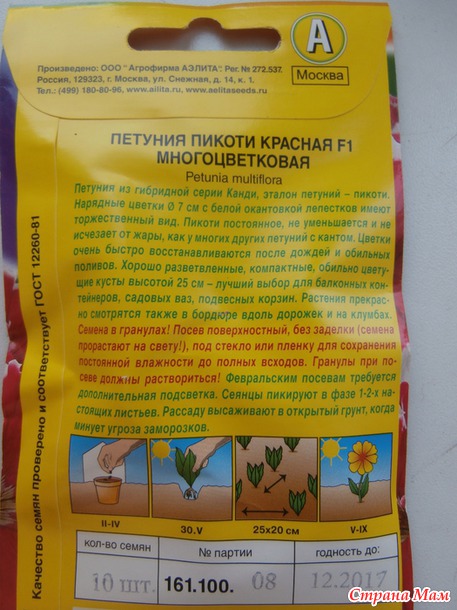 Произведено: ООО "Агрофирма АЭЛИТА". Рег. № 272.537.
Россия, 129323, г. Москва, ул. Снежная, д. 14, к. 1.
Тел.: (499) 180-80-96, www.ailita.ru, www.aelitaseeds.ru
А
Москва
ПЕТУНИЯ ПИКОТИ КРАСНАЯ F1
МНОГОЦВЕТКОВАЯ
Petunia multiflora
Петуния из гибридной серии Канди, эталон петуний – пикоти.
Нарядные цветки Ø 7 см с белой окантовкой лепестков имеют
торжественный вид. Пикоти постоянное, не уменьшается и не
исчезает от жары, как у многих других петуний с кантом. Цветки
очень быстро восстанавливаются после дождей и обильных
поливов. Хорошо разветвленные, компактные, обильно цвету-
щие кусты высотой 25 см – лучший выбор для балконных кон-
тейнеров, садовых ваз, подвесных корзин. Растения прекрас-
но смотрятся также в бордюре вдоль дорожек и на клумбах.
Семена в гранулах! Посев поверхностный, без заделки (семена
прорастают на свету!), под стекло или пленку для сохранения
постоянной влажности до полных всходов. Гранулы при по-
севе должны раствориться! Февральским посевам требуется
дополнительная подсветка. Сеянцы пикируют в фазе 1-2-х на-
стоящих листьев. Рассаду высаживают в открытый грунт, когда
минует угроза заморозков.
Качество семян проверено и соответствует ГОСТ 12260-81
II-IV
30.V
25х20 см
V-IX
кол-во семян
№ партии
годность до:
10 шт.
161.100.
08
12.2017
Страна Мам